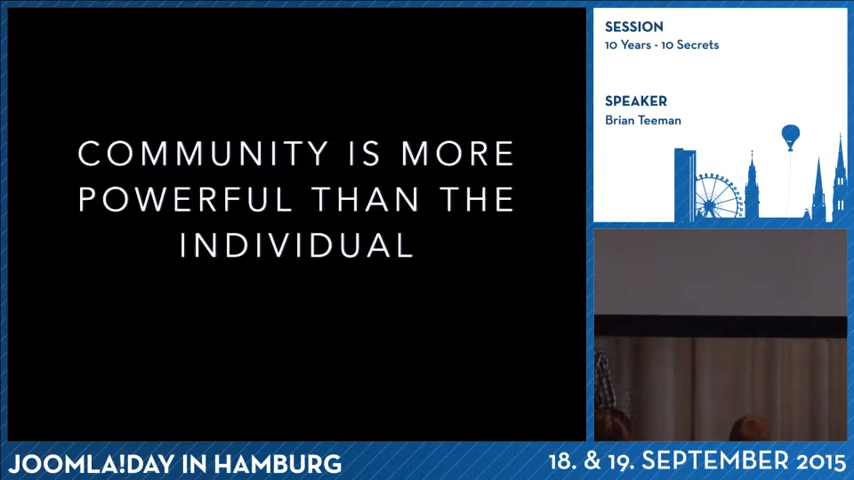 COMMUNITY IS MORE
POWERFUL THAN THE
INDIVIDUAL
SESSION
10 Years - 10 Secrets
SPEAKER
Brian Teeman
JOOMLA!DAY IN HAMBURG
18. & 19. SEPTEMBER 2015